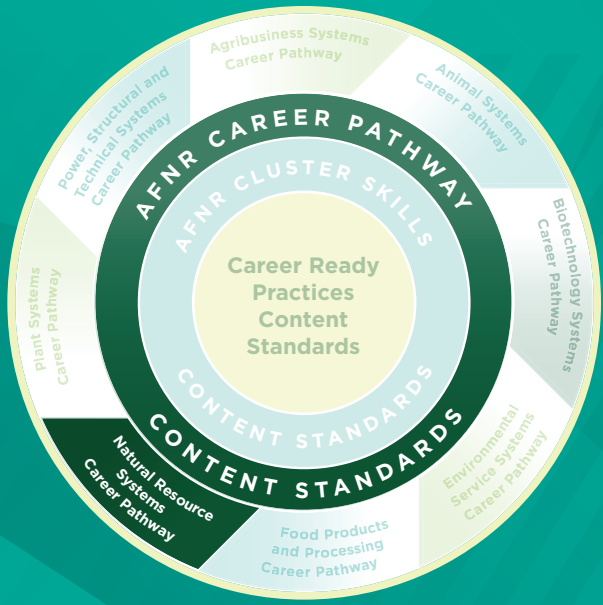 Agribusiness Systems
Career Pathway
Animal Systems
Career Pathway
Biotechnology Systems
Career Pathway
Environmental
Service Systems
Career Pathway
Food Products
and Processing
Career Pathway
Natural Resource
Systems
Career Pathway
Plant Systems
Career Pathway
Power, Structural and
Technical Systems
Career Pathway
AFNR CAREER PATHWAY
CONTENT STANDARDS
AFNR CLUSTER SKILLS
CONTENT STANDARDS
Career Ready
Practices
Content
Standards